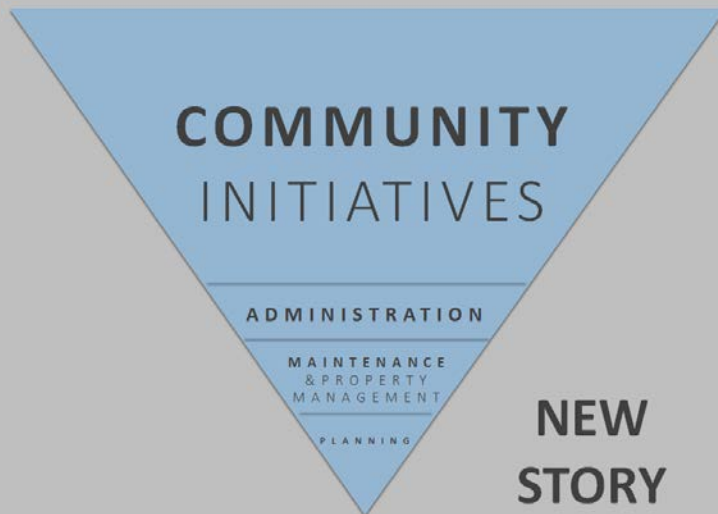 COMMUNITY
INITIATIVES
ADMINISTRATION
MAINTENANCE
& PROPERTY
MANAGEMENT
PLANNING
NEW
STORY